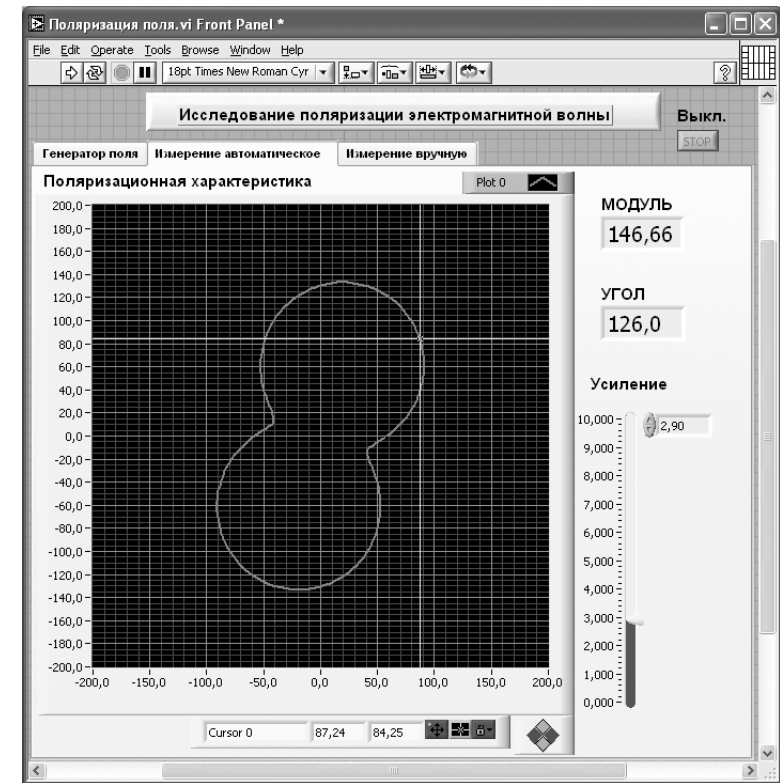 Поляризация поля.vi Front Panel *
File Edit Operate Tools Browse Window Help
18pt Times New Roman Cyr
Исследование поляризации электромагнитной волны
Выкл.
STOP
Генератор поля Измерение автоматическое Измерение вручную
Поляризационная характеристика
Plot 0
200,0
180,0
160,0
140,0
120,0
100,0
80,0
60,0
40,0
20,0
0,0
-20,0
-40,0
-60,0
-80,0
-100,0
-120,0
-140,0
-160,0
-180,0
-200,0
-200,0 -150,0 -100,0 -50,0 0,0 50,0 100,0 150,0 200,0
Cursor 0 87,24 84,25
МОДУЛЬ
146,66
УГОЛ
126,0
Усиление
2,90
10,000
9,000
8,000
7,000
6,000
5,000
4,000
3,000
2,000
1,000
0,000